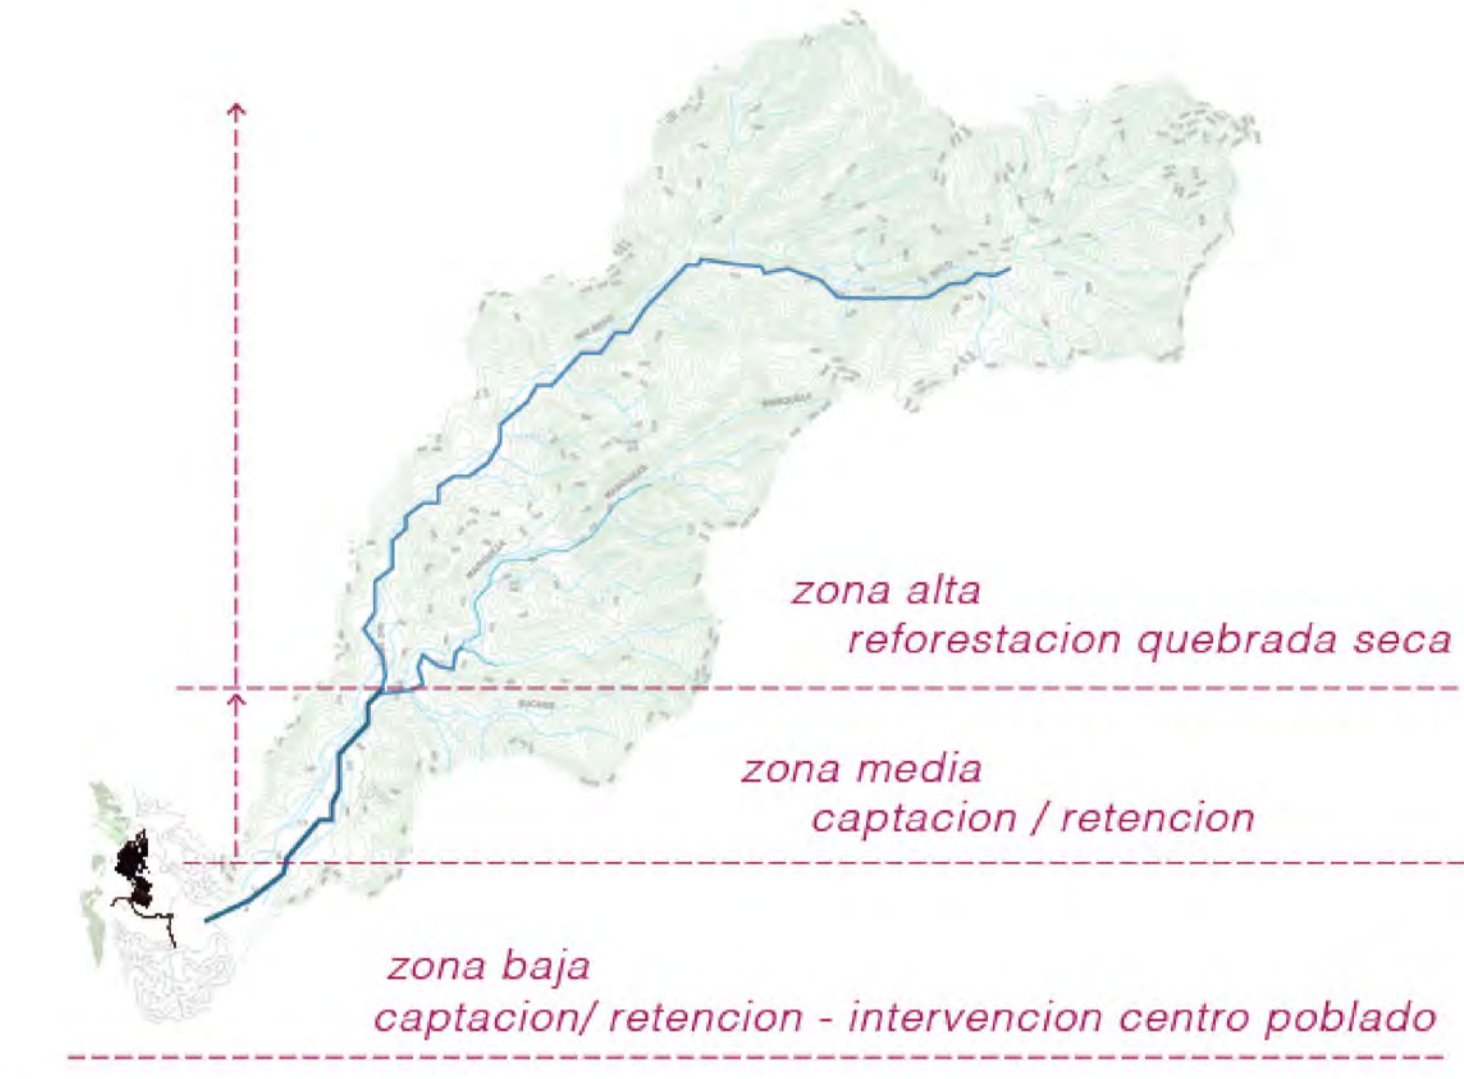 zona alta
reforestacion quebrada seca
zona media
captacion / retencion
zona baja
captacion/ retencion - intervencion centro poblado